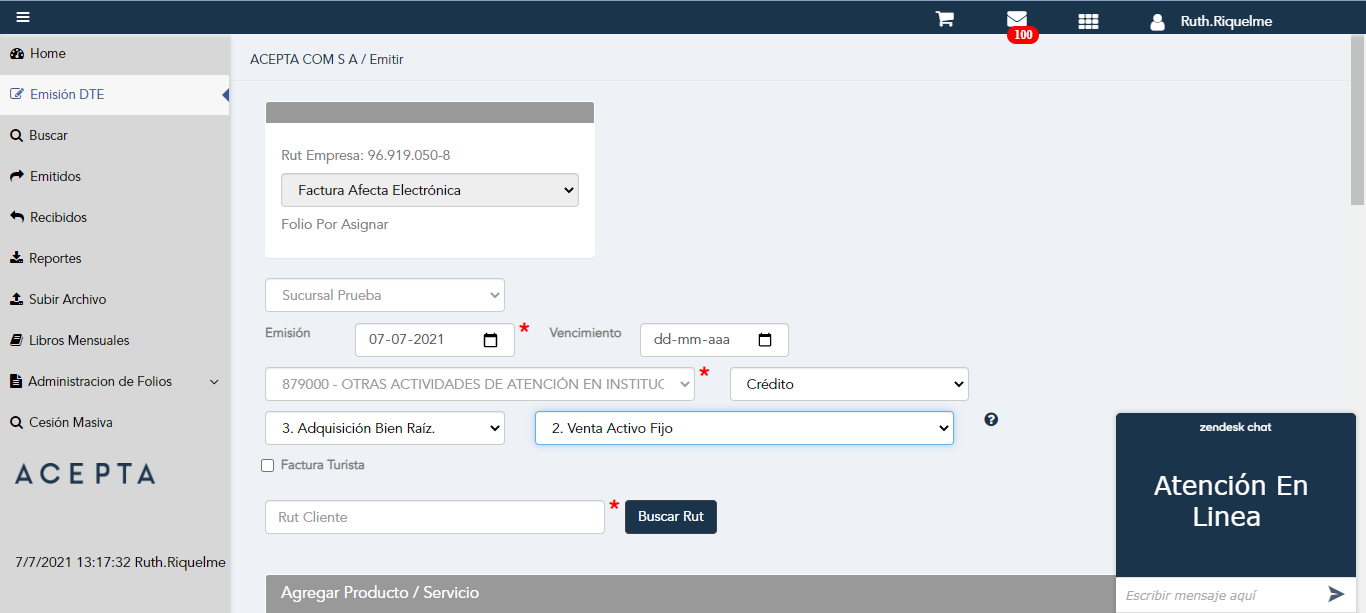 Ruth.Riquelme
100
Home
Emisión DTE
Buscar
Emitidos
Recibidos
Reportes
Subir Archivo
Libros Mensuales
Administracion de Folios
Cesión Masiva
ACEPTA
7/7/2021 13:17:32 Ruth.Riquelme
ACEPTA COM S A / Emitir
Rut Empresa: 96.919.050-8
Factura Afecta Electrónica
Folio Por Asignar
Sucursal Prueba
Emisión 07-07-2021 * Vencimiento dd-mm-aaa
879000 - OTRAS ACTIVIDADES DE ATENCIÓN EN INSTITUC * Crédito
3. Adquisición Bien Raíz. 2. Venta Activo Fijo ?
Factura Turista
Rut Cliente * Buscar Rut
Agregar Producto / Servicio
zendesk chat
Atención En
Linea
Escribir mensaje aquí